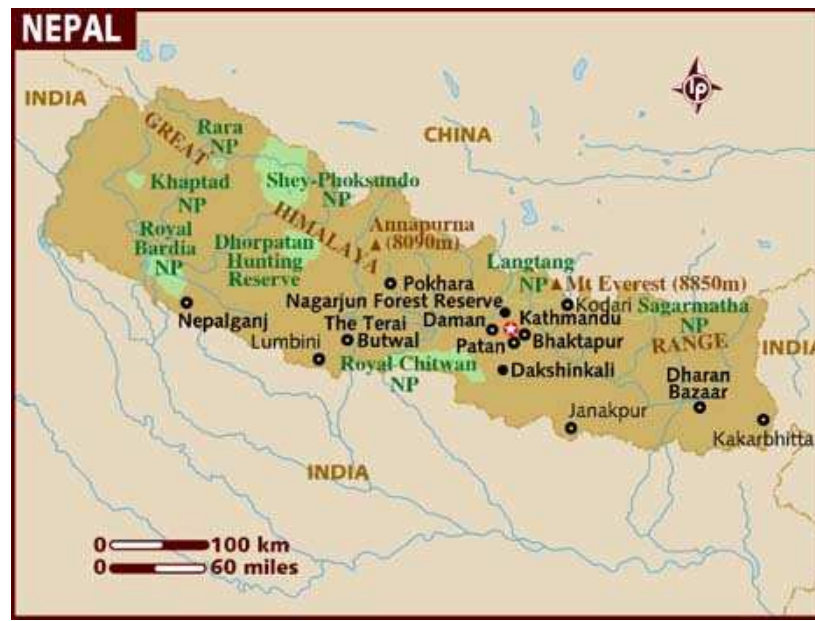 NEPAL
INDIA
lp
CHINA
GREAT
HIMALAYA
RANGE
Rara
NP
Khaptad
NP
Shey-Phoksundo
NP
Royal
Bardia
NP
Dhorpatan
Hunting
Reserve
Annapurna
(8090m)
Langtang
NP
Mt Everest (8850m)
Pokhara
Nagarjun Forest Reserve
Kodari
Sagarmatha
NP
Nepalganj
The Terai
Daman
Kathmandu
Lumbini
Butwal
Patan
Bhaktapur
INDIA
Royal Chitwan
NP
Dakshinkali
Dharan
Bazaar
Janakpur
Kakarbhitta
INDIA
0 100 km
0 60 miles